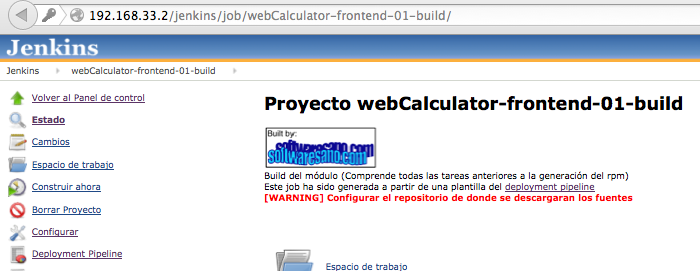 192.168.33.2/jenkins/job/webCalculator-frontend-01-build/
Jenkins
Jenkins webCalculator-frontend-01-build
Volver al Panel de control
Estado
Cambios
Espacio de trabajo
Construir ahora
Borrar Proyecto
Configurar
Deployment Pipeline
Proyecto webCalculator-frontend-01-build
Built by:
softwaresano.com
Build del módulo (Comprende todas las tareas anteriores a la generación del rpm)
Este job ha sido generada a partir de una plantilla del deployment pipeline
[WARNING] Configurar el repositorio de donde se descargaran los fuentes
Espacio de trabajo